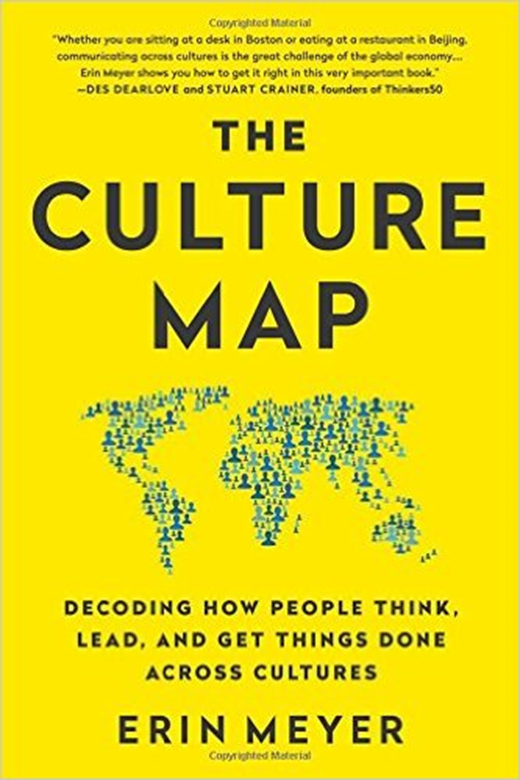 Copyrighted Material
"Whether you are sitting at a desk in Boston or eating at a restaurant in Beijing,
communicating across cultures is the great challenge of the global economy....
Erin Meyer shows you how to get it right in this very important book."
—DES DEARLOVE and STUART CRAINER, founders of Thinkers50
THE
CULTURE
MAP
DECODING HOW PEOPLE THINK,
LEAD, AND GET THINGS DONE
ACROSS CULTURES
ERIN MEYER
Copyrighted Material